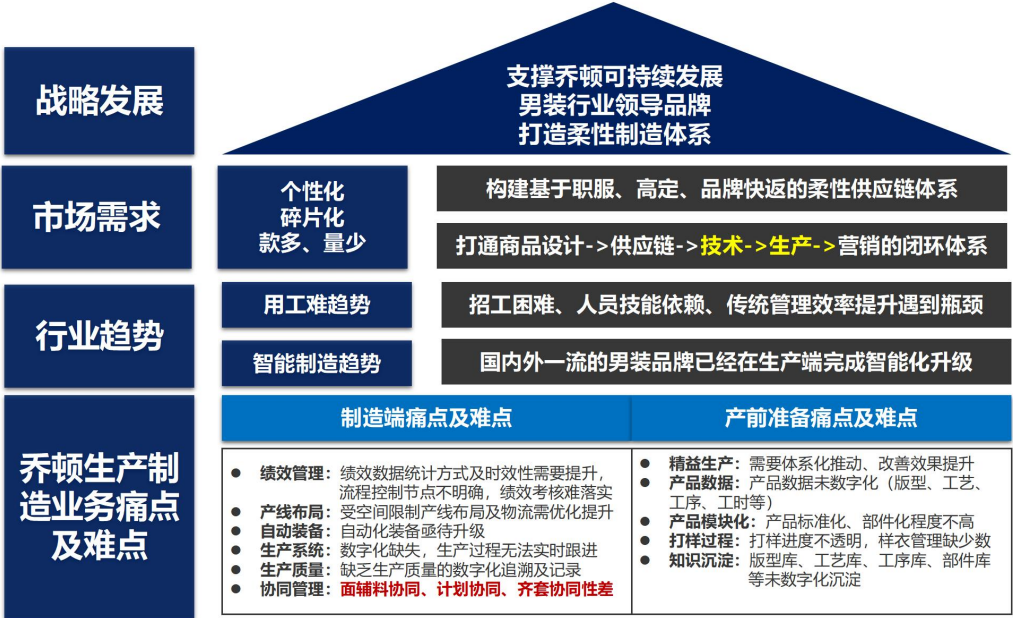 战略发展
支撑乔顿可持续发展
男装行业领导品牌
打造柔性制造体系
市场需求
个性化
碎片化
款多、量少
构建基于职服、高定、品牌快返的柔性供应链体系
打通商品设计->供应链->技术->生产->营销的闭环体系
行业趋势
用工难趋势
招工困难、人员技能依赖、传统管理效率提升遇到瓶颈
智能制造趋势
国内外一流的男装品牌已经在生产端完成智能化升级
乔顿生产制
造业务痛点
及难点
制造端痛点及难点
● 绩效管理：绩效数据统计方式及时效性需要提升，
流程控制节点不明确，绩效考核难落实
● 产线布局：受空间限制产线布局及物流需优化提升
● 自动装备：自动化装备亟待升级
● 生产系统：数字化缺失，生产过程无法实时跟进
● 生产质量：缺乏生产质量的数字化追溯及记录
● 协同管理：面辅料协同、计划协同、齐套协同性差
产前准备痛点及难点
● 精益生产：需要体系化推动、改善效果提升
● 产品数据：产品数据未数字化（版型、工艺、
工序、工时等）
● 产品模块化：产品标准化、部件化程度不高
● 打样过程：打样进度不透明，样衣管理缺少数
● 知识沉淀：版型库、工艺库、工序库、部件库
等未数字化沉淀